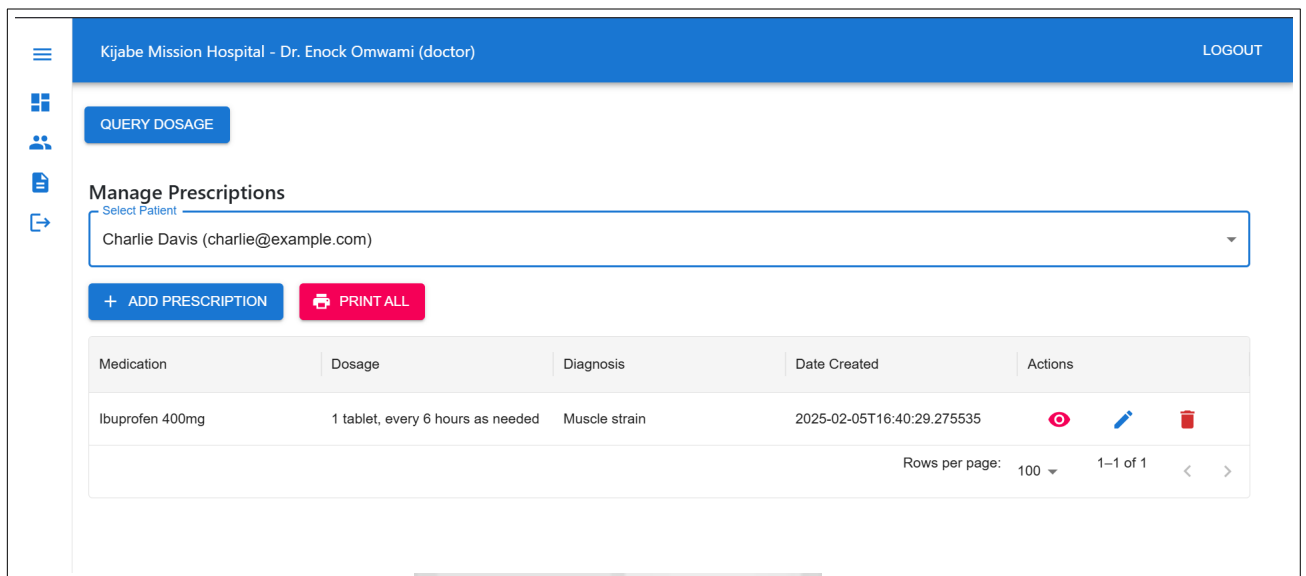 Kijabe Mission Hospital - Dr. Enock Omwami (doctor) LOGOUT
QUERY DOSAGE
Manage Prescriptions
Select Patient
Charlie Davis (charlie@example.com)
+ ADD PRESCRIPTION PRINT ALL
Medication Dosage Diagnosis Date Created Actions
Ibuprofen 400mg 1 tablet, every 6 hours as needed Muscle strain 2025-02-05T16:40:29.275535
Rows per page: 100 1–1 of 1